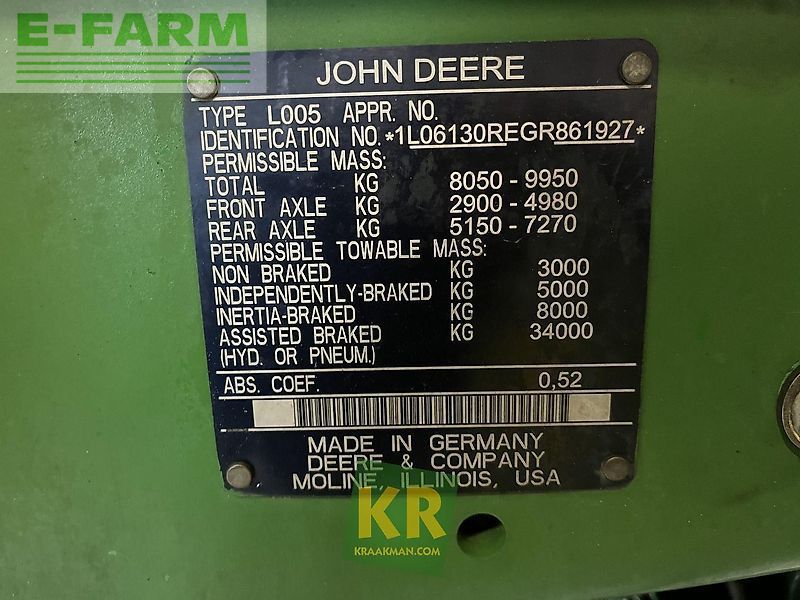 E-FARM
JOHN DEERE
TYPE L005 APPR. NO.
IDENTIFICATION NO. *1L06130REGR861927*
PERMISSIBLE MASS:
TOTAL KG 8050 - 9950
FRONT AXLE KG 2900 - 4980
REAR AXLE KG 5150 - 7270
PERMISSIBLE TOWABLE MASS:
NON BRAKED KG 3000
INDEPENDENTLY-BRAKED KG 5000
INERTIA-BRAKED KG 8000
ASSISTED BRAKED KG 34000
(HYD. OR PNEUM.)
ABS. COEF. 0,52
MADE IN GERMANY
DEERE & COMPANY
MOLINE, ILLINOIS, USA
KR
KRAAKMAN.COM